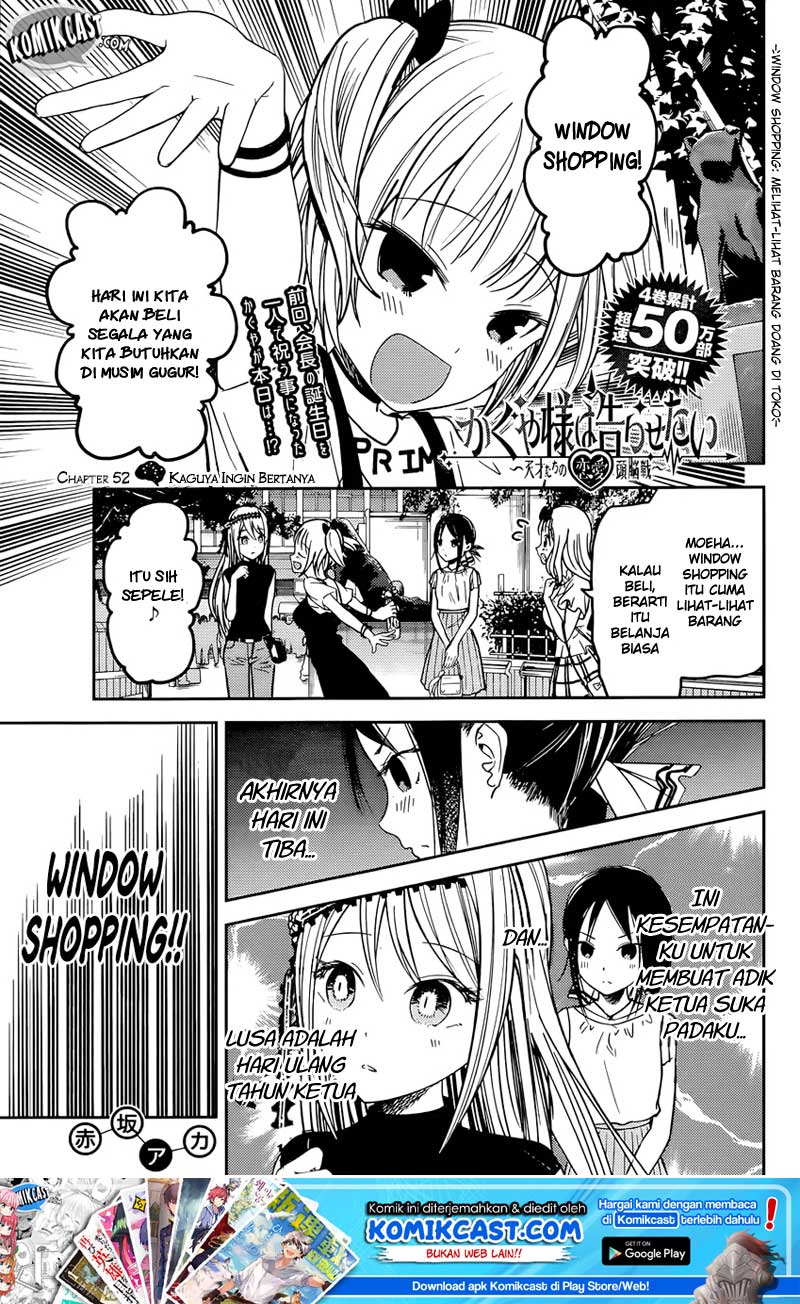 KOMIKCAST
.COM
-:WINDOW SHOPPING: MELIHAT-LIHAT BARANG DOANG DI TOKO:-
WINDOW
SHOPPING!
HARI INI KITA
AKAN BELI
SEGALA YANG
KITA BUTUHKAN
DI MUSIM GUGUR!
前回、会長の誕生日を
一人で祝う事になった
かぐやが本日は…!?
4巻累計
超速50万部
突破!!
かぐや様は告らせたい
～天才たちの恋愛頭脳戦～
PRIM
CHAPTER 52
KAGUYA INGIN BERTANYA
MOEHA...
WINDOW
SHOPPING
ITU CUMA
LIHAT-LIHAT
BARANG
KALAU
BELI,
BERARTI
ITU
BELANJA
BIASA
ITU SIH
SEPELE!
♪
AKHIRNYA
HARI INI
TIBA...
WINDOW
SHOPPING!!
INI
KESEMPATAN-
KU UNTUK
MEMBUAT ADIK
KETUA SUKA
PADAKU...
DAN...
LUSA ADALAH
HARI ULANG
TAHUN KETUA
赤坂アカ
Komik ini diterjemahkan & diedit oleh
KOMIKCAST.COM
BUKAN WEB LAIN!!
Hargai kami dengan membaca
di Komikcast terlebih dahulu
!
GET IT ON
Google Play
Download apk Komikcast di Play Store/Web!